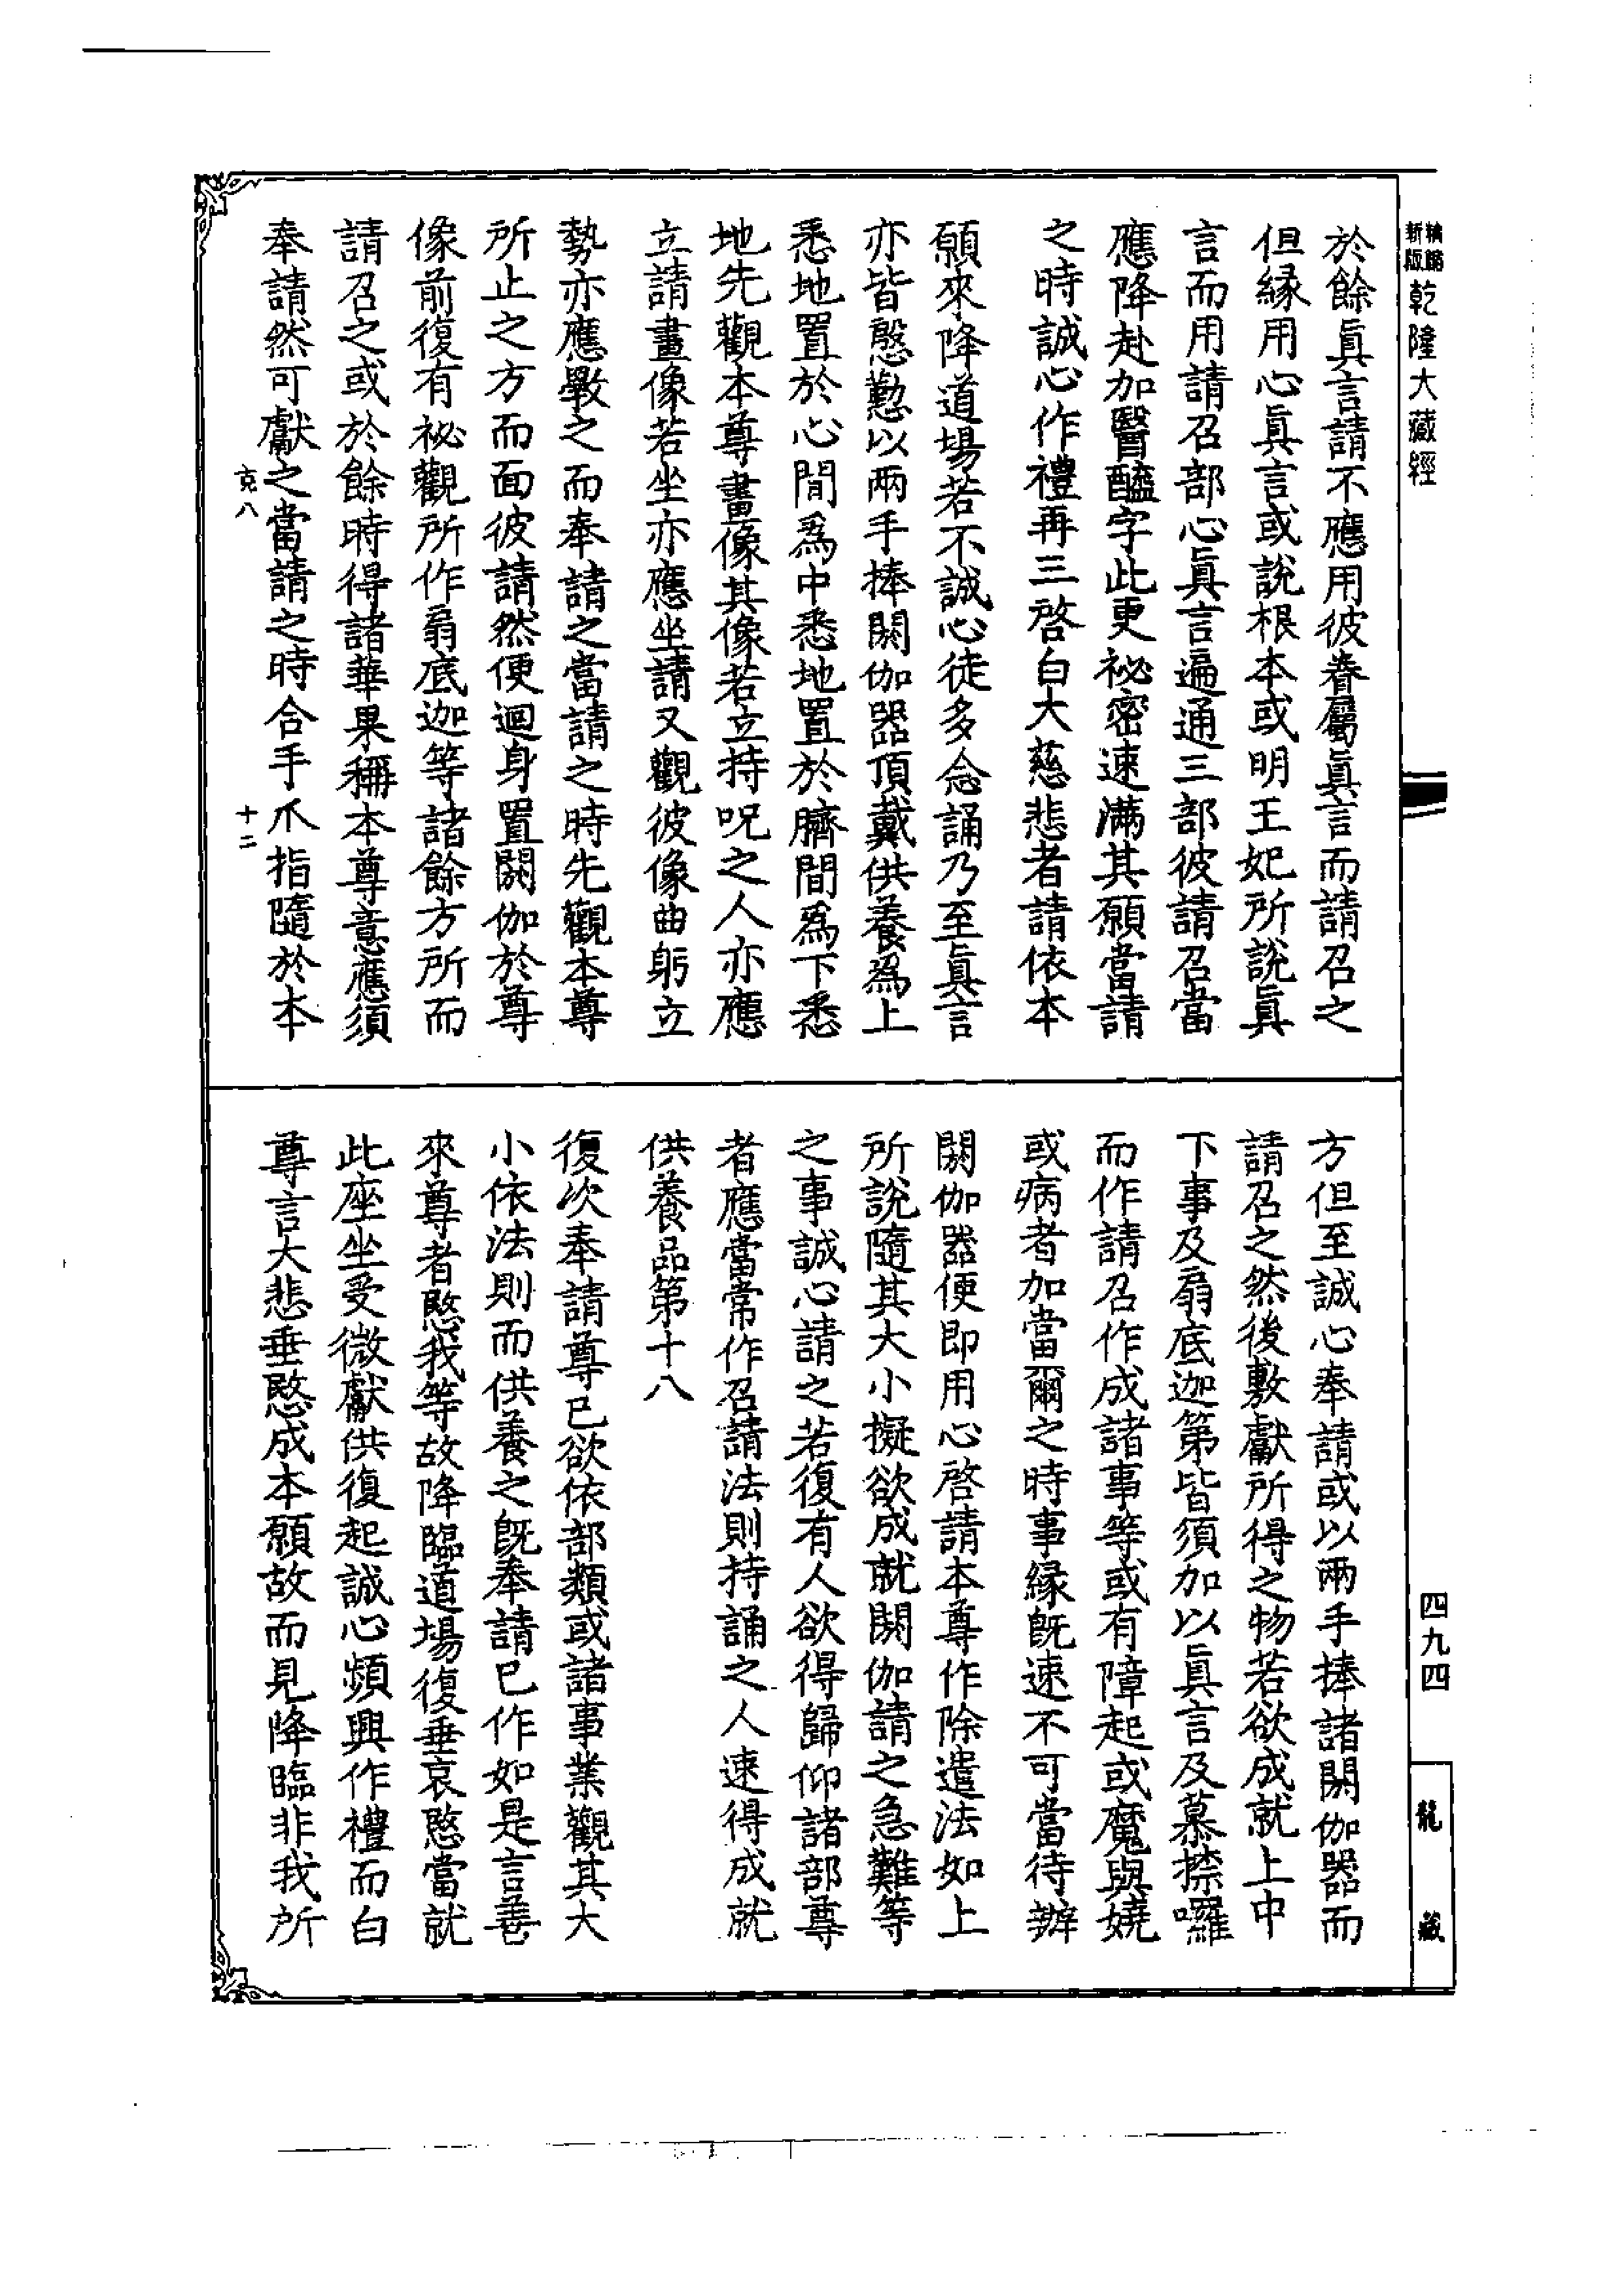 新版
乾隆大藏經
四九四
龍藏
於餘眞言請不應用彼眷屬眞言而請召之
但緣用心眞言或說根本或明王妃所說眞
言而用請召部心眞言遍通三部彼請召當
應降赴加醫醯字此更祕密速滿其願當請
之時誠心作禮再三啓白大慈悲者請依本
願來降道場若不誠心徒多念誦乃至眞言
亦皆慇懃以兩手捧閼伽器頂戴供養爲上
悉地置於心間爲中悉地置於臍間爲下悉
地先觀本尊畫像其像若立持呪之人亦應
立請畫像若坐亦應坐請又觀彼像曲躬立
勢亦應斅之而奉請之當請之時先觀本尊
所止之方而面彼請然便迴身置閼伽於尊
像前復有祕觀所作扇底迦等諸餘方所而
請召之或於餘時得諸華果稱本尊意應須
奉請然可獻之當請之時合手爪指隨於本
克八
十二
方但至誠心奉請或以兩手捧諸閼伽器而
請召之然後敷獻所得之物若欲成就上中
下事及扇底迦第皆須加以眞言及慕捺囉
而作請召作成諸事等或有障起或魔與嬈
或病者加當爾之時事緣旣速不可當待辦
閼伽器便即用心啓請本尊作除遣法如上
所說隨其大小擬欲成就閼伽請之急難等
之事誠心請之若復有人欲得歸仰諸部尊
者應當常作召請法則持誦之人速得成就
供養品第十八
復次奉請尊已欲依部類或諸事業觀其大
小依法則而供養之旣奉請已作如是言善
來尊者愍我等故降臨道場復垂哀愍當就
此座坐受微獻供復起誠心頻興作禮而白
尊言大悲垂愍成本願故而見降臨非我所